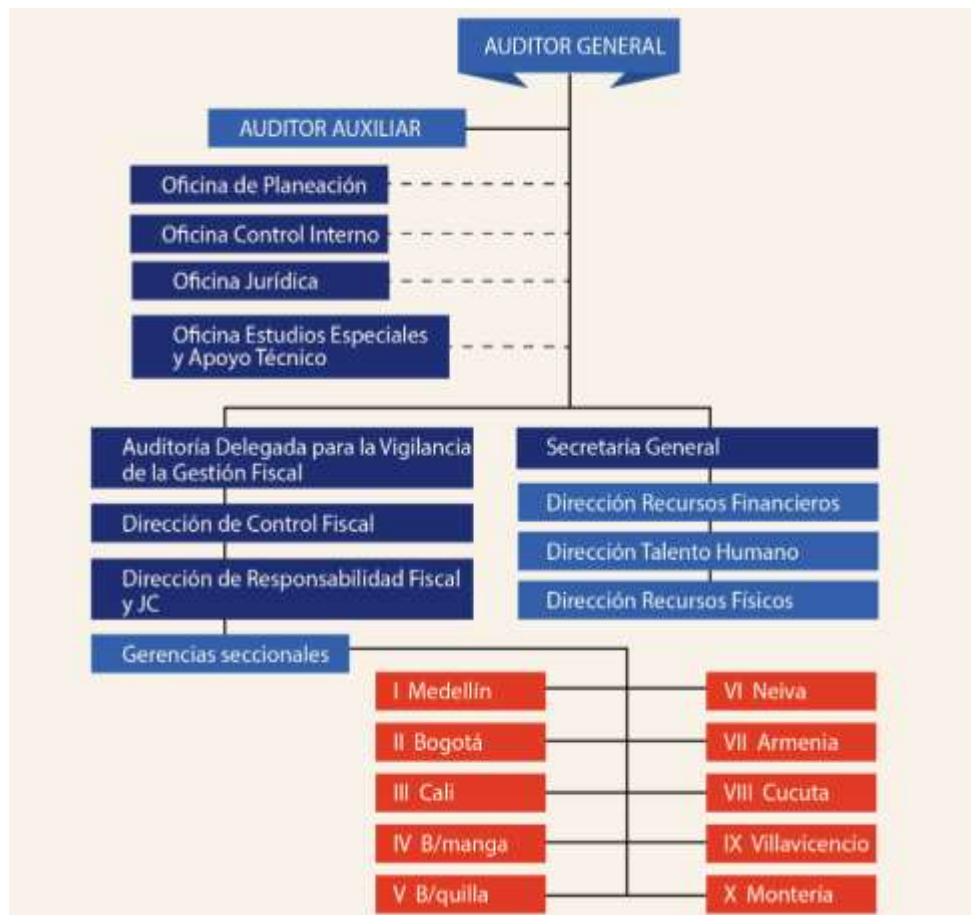 AUDITOR GENERAL
AUDITOR AUXILIAR
Oficina de Planeación
Oficina Control Interno
Oficina Jurídica
Oficina Estudios Especiales
y Apoyo Técnico
Auditoría Delegada para la Vigilancia
de la Gestión Fiscal
Dirección de Control Fiscal
Dirección de Responsabilidad Fiscal
y JC
Gerencias seccionales
Secretaría General
Dirección Recursos Financieros
Dirección Talento Humano
Dirección Recursos Físicos
I Medellín
II Bogotá
III Cali
IV B/manga
V B/quilla
VI Neiva
VII Armenia
VIII Cucuta
IX Villavicencio
X Montería